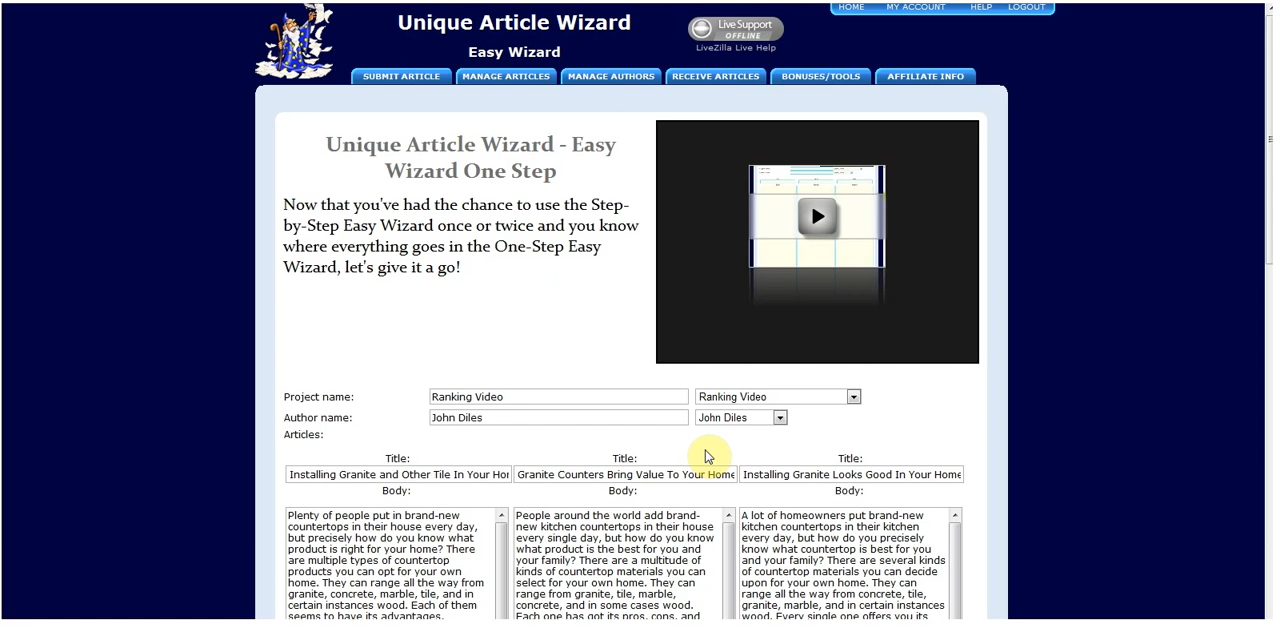 HOME MY ACCOUNT HELP LOGOUT
Unique Article Wizard
Easy Wizard
Live Support
OFFLINE
LiveZilla Live Help
SUBMIT ARTICLE MANAGE ARTICLES MANAGE AUTHORS RECEIVE ARTICLES BONUSES/TOOLS AFFILIATE INFO
Unique Article Wizard - Easy
Wizard One Step
Now that you've had the chance to use the Step-
by-Step Easy Wizard once or twice and you know
where everything goes in the One-Step Easy
Wizard, let's give it a go!
Project name: Ranking Video Ranking Video
Author name: John Diles John Diles
Articles:
Title: Title: Title:
Installing Granite and Other Tile In Your Hor Granite Counters Bring Value To Your Home Installing Granite Looks Good In Your Home
Body: Body: Body:
Plenty of people put in brand-new
countertops in their house every day,
but precisely how do you know what
product is right for your home? There
are multiple types of countertop
products you can opt for your own
home. They can range all the way from
granite, concrete, marble, tile, and in
certain instances wood. Each of them
seems to have its advantages,
People around the world add brand-
new kitchen countertops in their house
every single day, but how do you know
what product is the best for you and
your family? There are a multitude of
kinds of countertop materials you can
select for your own home. They can
range from granite, tile, marble,
concrete, and in some cases wood.
Each one has got its pros, cons, and
A lot of homeowners put brand-new
kitchen countertops in their kitchen
every day, but how do you precisely
know what countertop is best for you
and your family? There are several kinds
of countertop materials you can decide
upon for your own home. They can
range all the way from concrete, tile,
granite, marble, and in certain instances
wood. Every single one offers you its